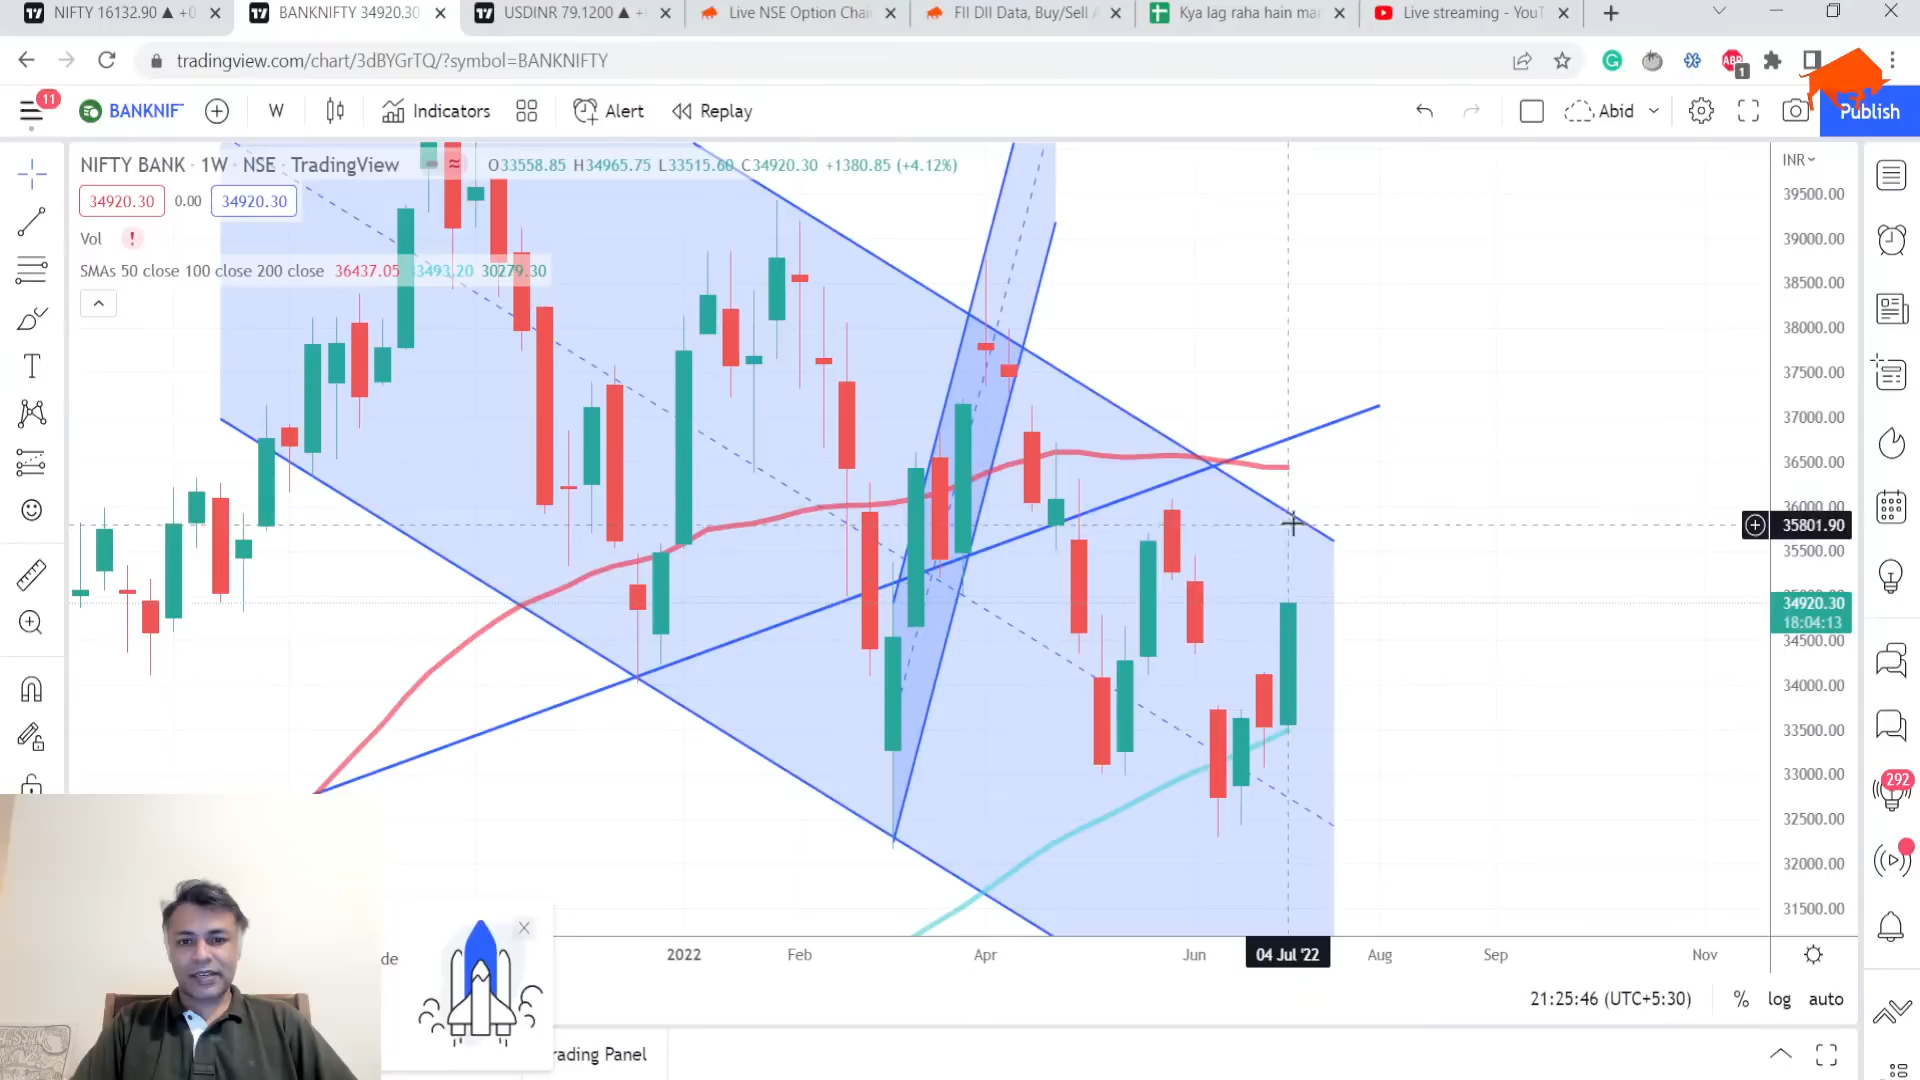 NIFTY 16132.90 ▲ +0
BANKNIFTY 34920.30
USDINR 79.1200 ▲ +
Live NSE Option Chai
FII DII Data, Buy/Sell
Kya lag raha hain ma
Live streaming - YouT
tradingview.com/chart/3dBYGrTQ/?symbol=BANKNIFTY
ABP
1
11
BANKNIF
W
Indicators
Alert
Replay
Abid
Publish
NIFTY BANK · 1W · NSE · TradingView
O33558.85 H34965.75 L33515.60 C34920.30 +1380.85 (+4.12%)
INR
34920.30
0.00
34920.30
Vol
SMAs 50 close 100 close 200 close 36437.05 33493.20 30279.30
39500.00
39000.00
38500.00
38000.00
37500.00
37000.00
36500.00
36000.00
35801.90
35500.00
34920.30
18:04:13
34500.00
34000.00
33500.00
33000.00
32500.00
32000.00
31500.00
292
de
2022
Feb
Apr
Jun
04 Jul '22
Aug
Sep
Nov
21:25:46 (UTC+5:30)
%
log
auto
rading Panel